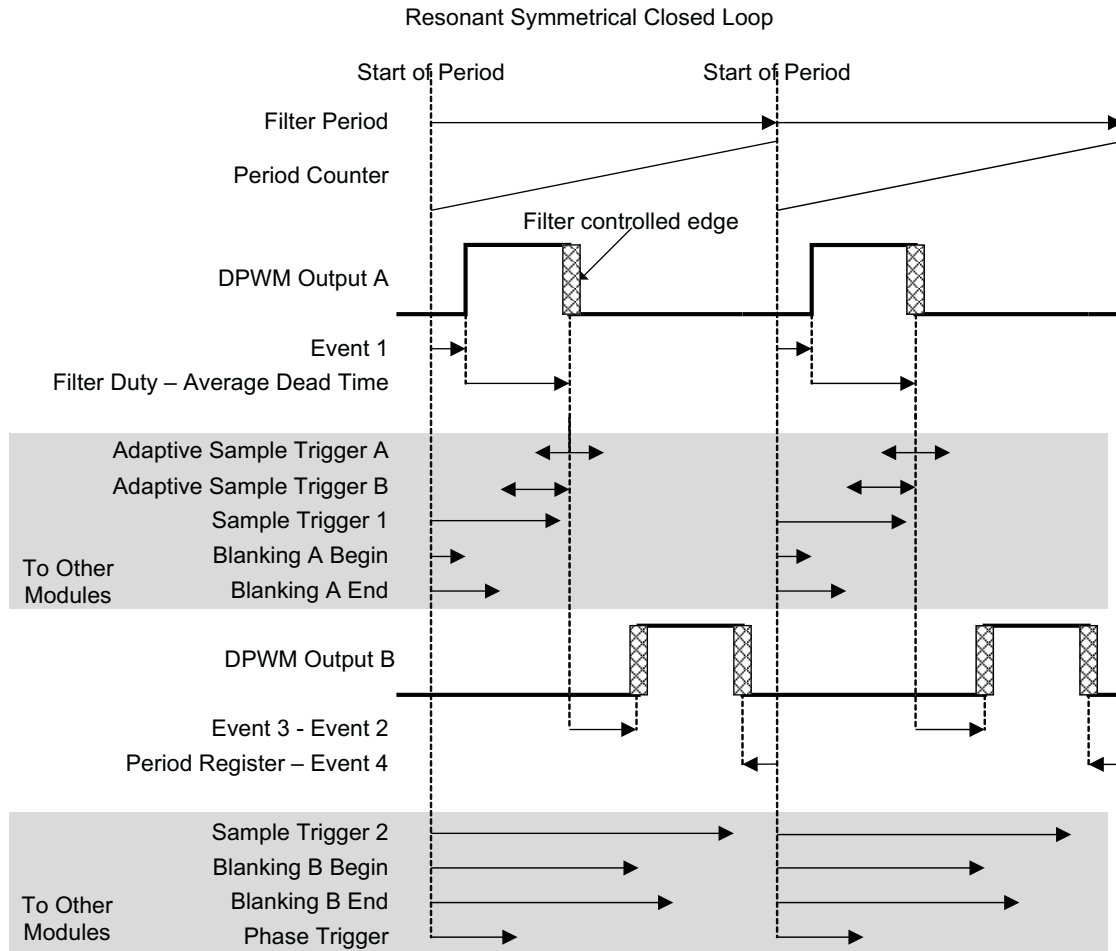 Resonant Symmetrical Closed Loop
Start of Period
Start of Period
Filter Period
Period Counter
Filter controlled edge
DPWM Output A
Event 1
Filter Duty – Average Dead Time
Adaptive Sample Trigger A
Adaptive Sample Trigger B
Sample Trigger 1
Blanking A Begin
Blanking A End
To Other
Modules
DPWM Output B
Event 3 - Event 2
Period Register – Event 4
Sample Trigger 2
Blanking B Begin
Blanking B End
Phase Trigger
To Other
Modules